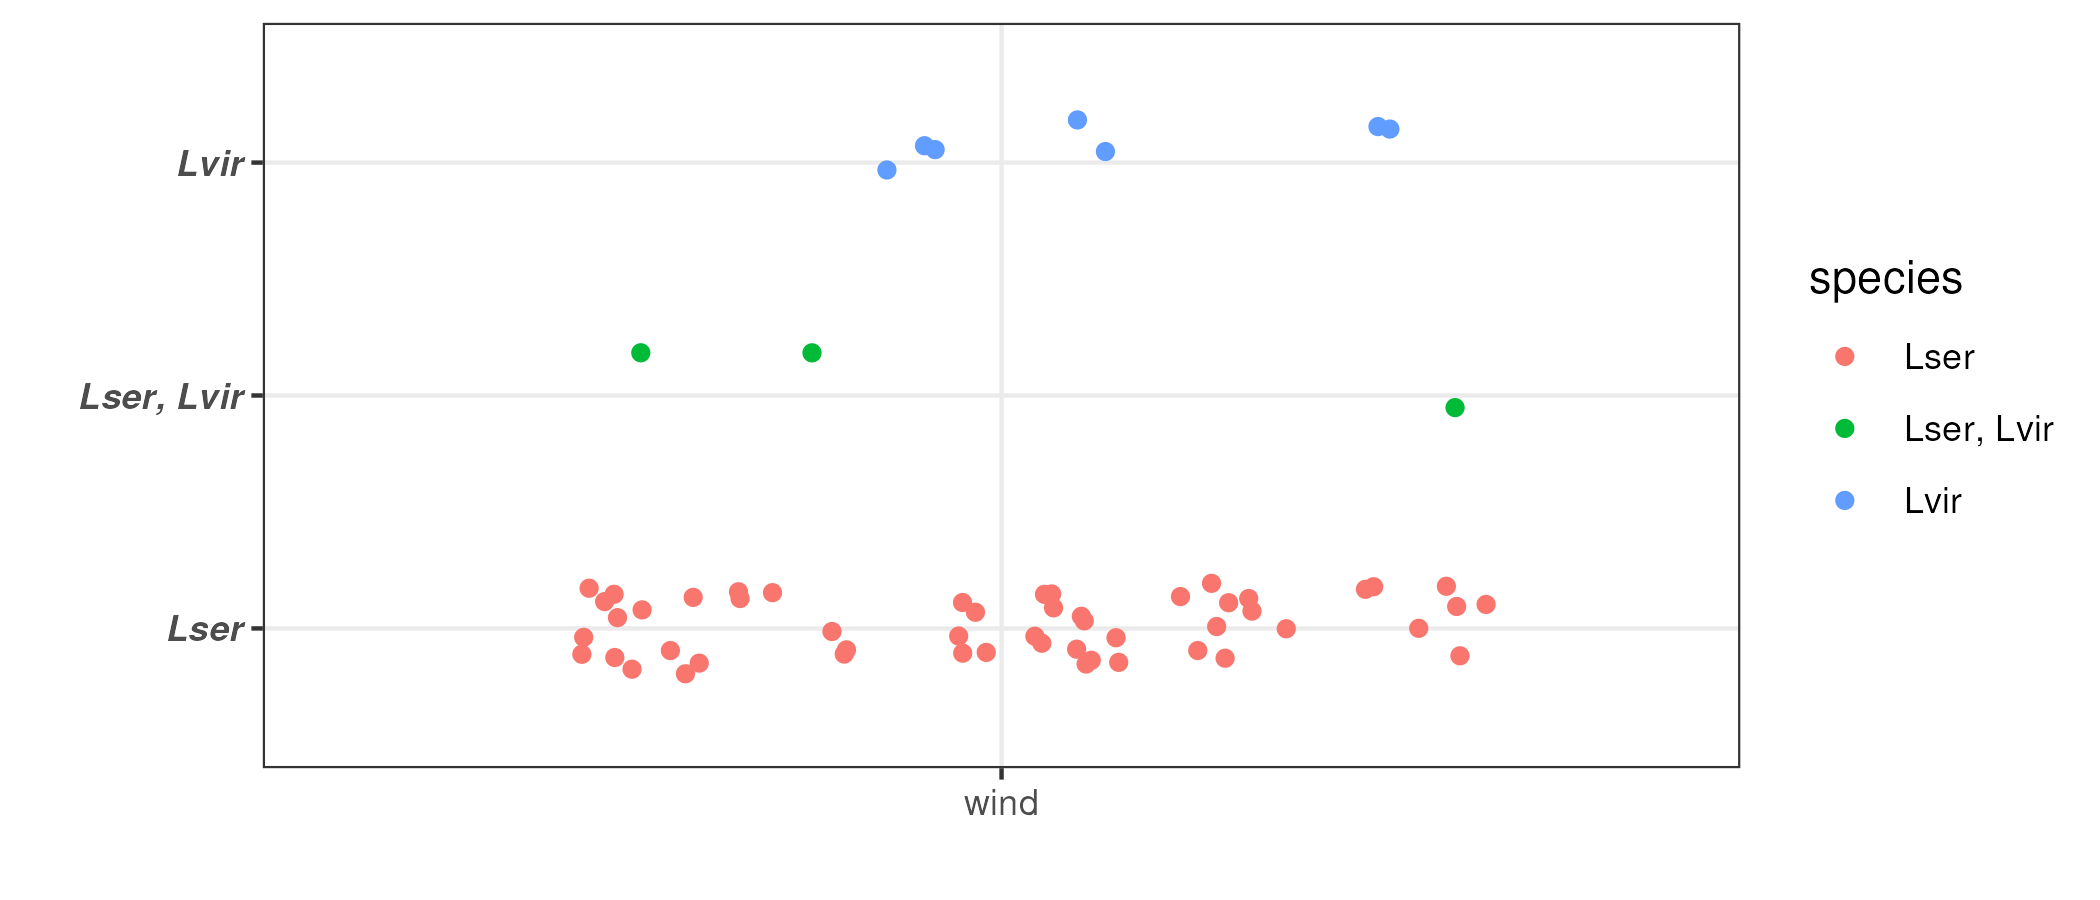 Lvir
Lser, Lvir
Lser
wind
species
Lser
Lser, Lvir
Lvir